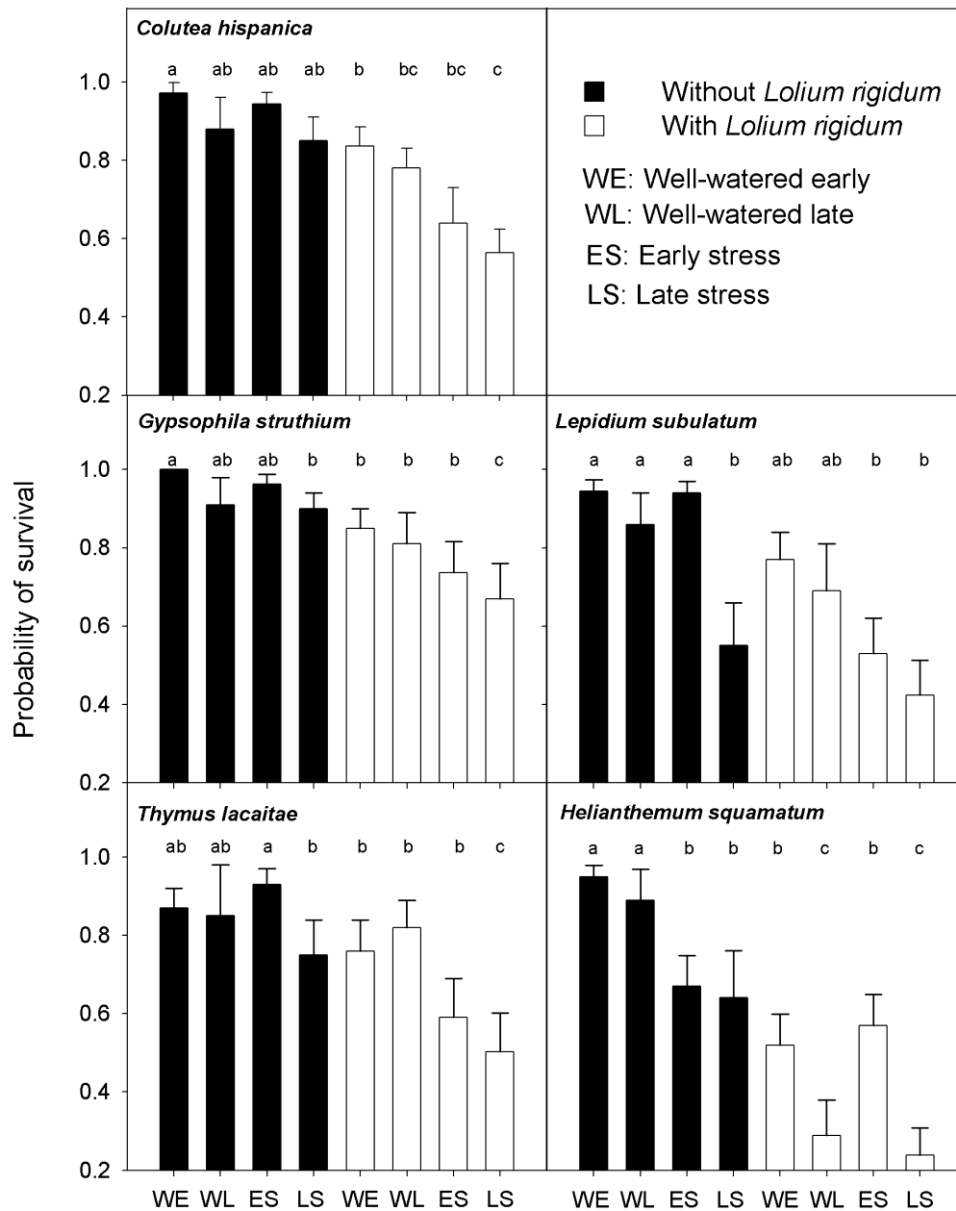 Colutea hispanica
a ab ab ab b bc bc c
1.0
0.8
0.6
0.4
0.2
Without Lolium rigidum
With Lolium rigidum
WE: Well-watered early
WL: Well-watered late
ES: Early stress
LS: Late stress
Probability of survival
Gypsophila struthium
a ab ab b b b b c
1.0
0.8
0.6
0.4
0.2
Lepidium subulatum
a a a b ab ab b b
Thymus lacaitae
ab ab a b b b b c
1.0
0.8
0.6
0.4
0.2
Helianthemum squamatum
a a b b b c b c
WE WL ES LS WE WL ES LS
WE WL ES LS WE WL ES LS